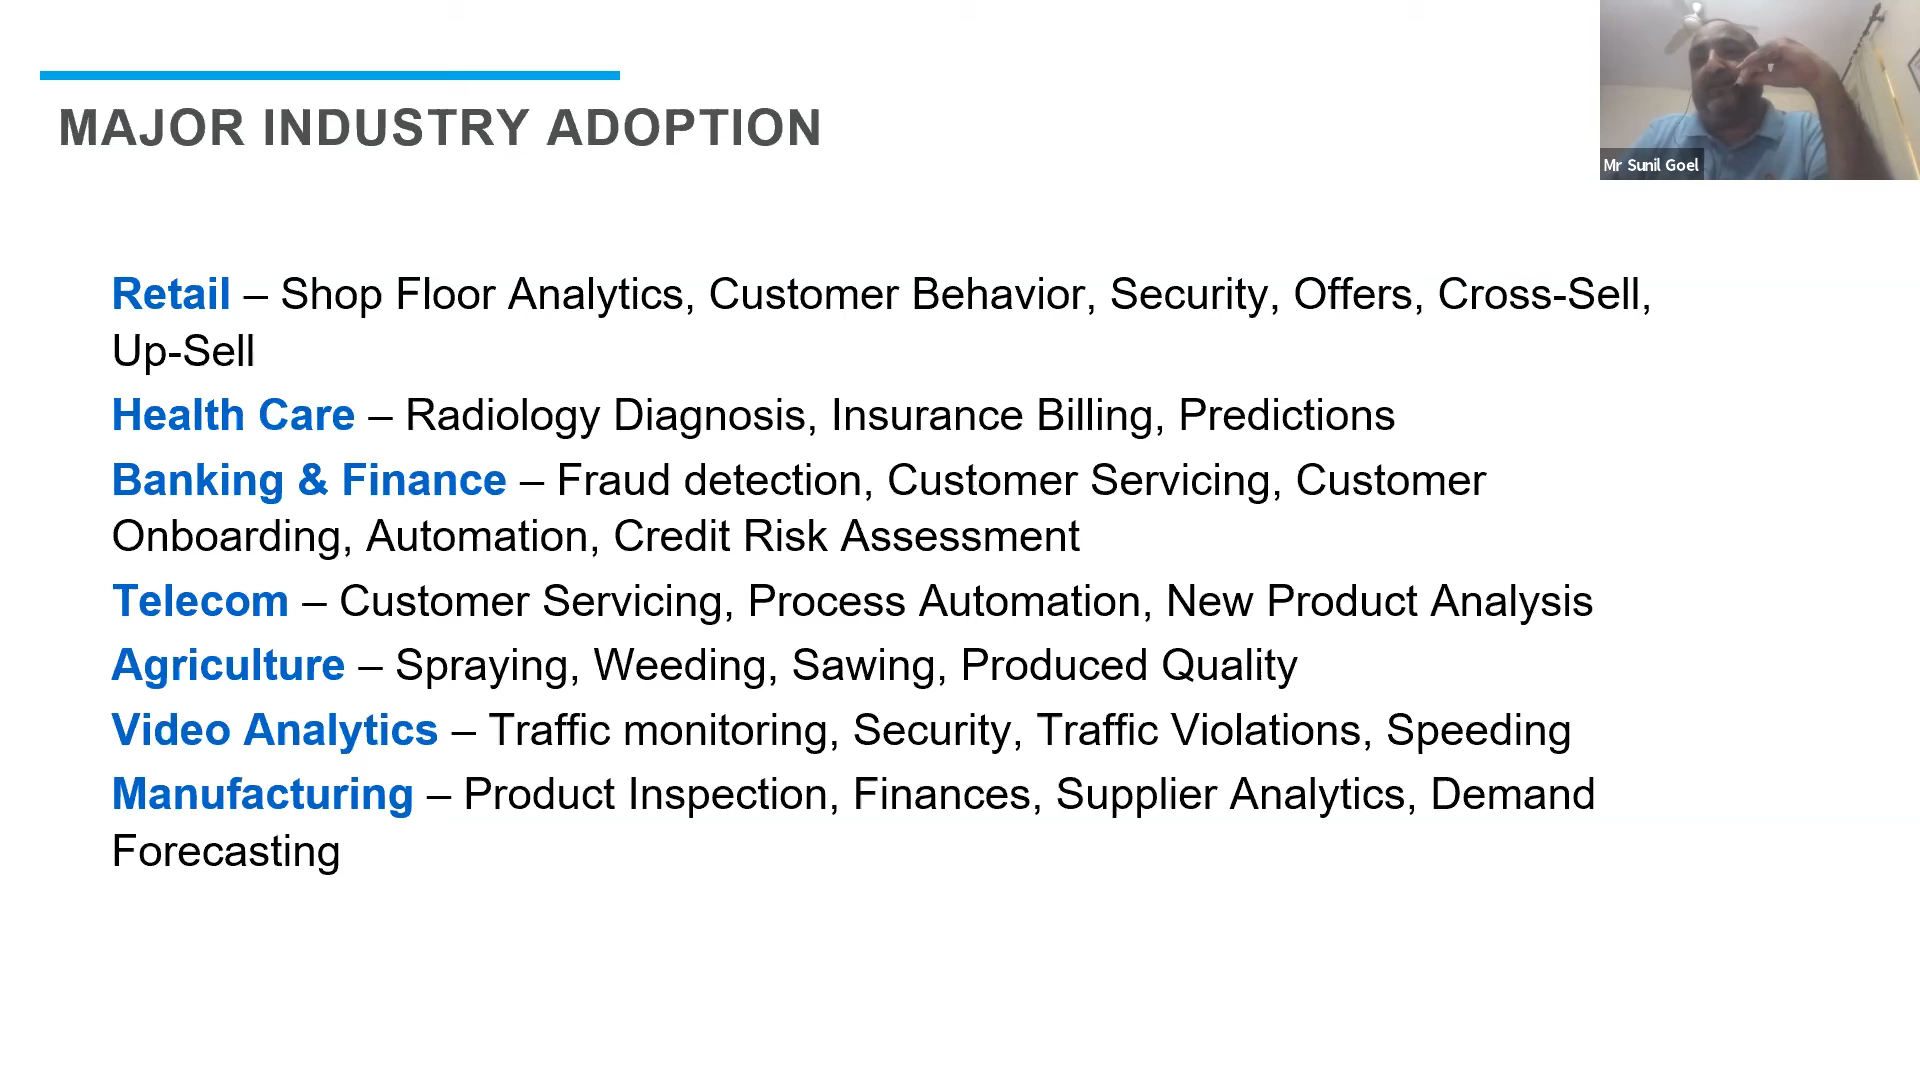 MAJOR INDUSTRY ADOPTION
Mr Sunil Goel
Retail – Shop Floor Analytics, Customer Behavior, Security, Offers, Cross-Sell,
Up-Sell
Health Care – Radiology Diagnosis, Insurance Billing, Predictions
Banking & Finance – Fraud detection, Customer Servicing, Customer
Onboarding, Automation, Credit Risk Assessment
Telecom – Customer Servicing, Process Automation, New Product Analysis
Agriculture – Spraying, Weeding, Sawing, Produced Quality
Video Analytics – Traffic monitoring, Security, Traffic Violations, Speeding
Manufacturing – Product Inspection, Finances, Supplier Analytics, Demand
Forecasting